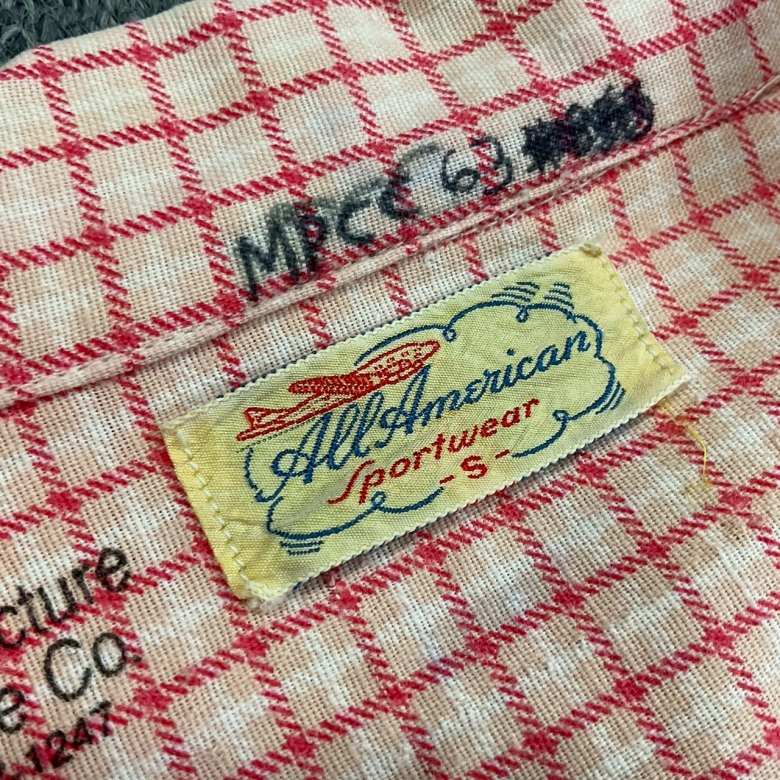 MPCC 63
All American
Sportwear
-S-
cture
e Co.
-1247